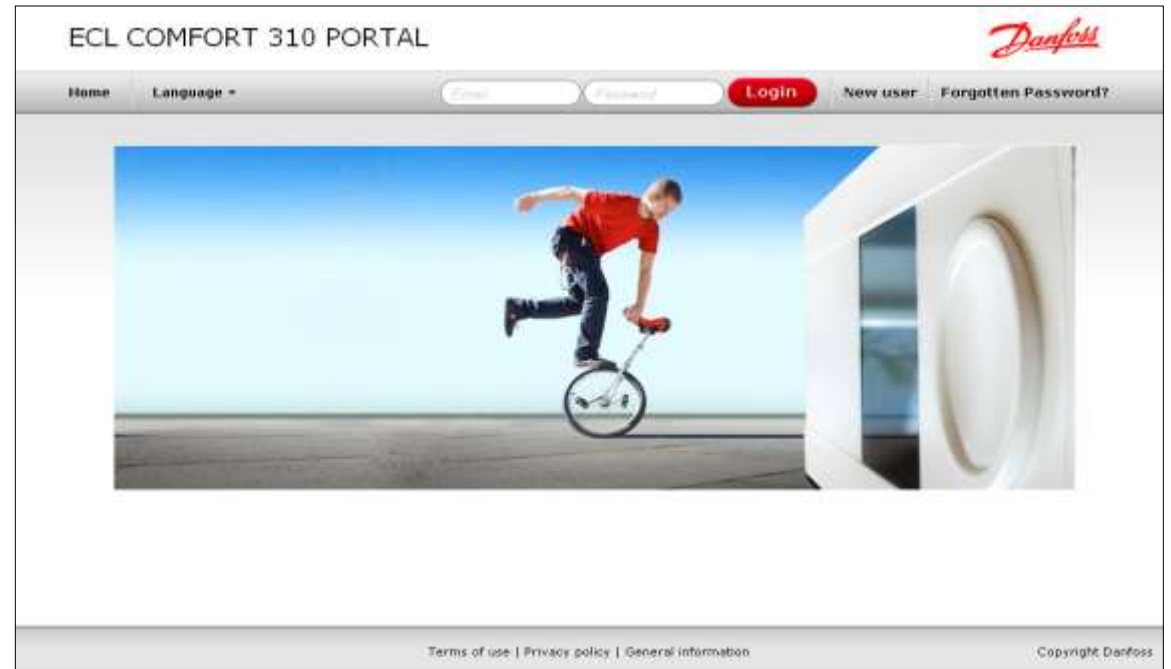 ECL COMFORT 310 PORTAL
Danfoss
Home Language Email Password Login New user Forgotten Password?
Terms of use | Privacy policy | General information Copyright Danfoss